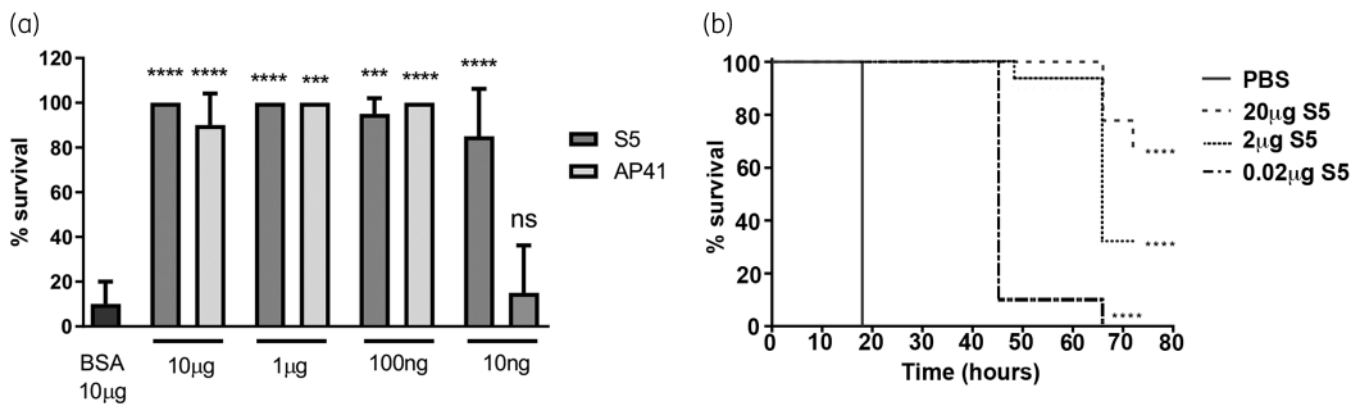 (a)
120
100
80
60
40
20
0
% survival
**** **** **** *** *** **** ****
ns
BSA
10μg
10μg 1μg 100ng 10ng
S5
AP41
(b)
100
80
60
40
20
0
% survival
0 10 20 30 40 50 60 70 80
Time (hours)
****
****
****
PBS
20μg S5
2μg S5
0.02μg S5